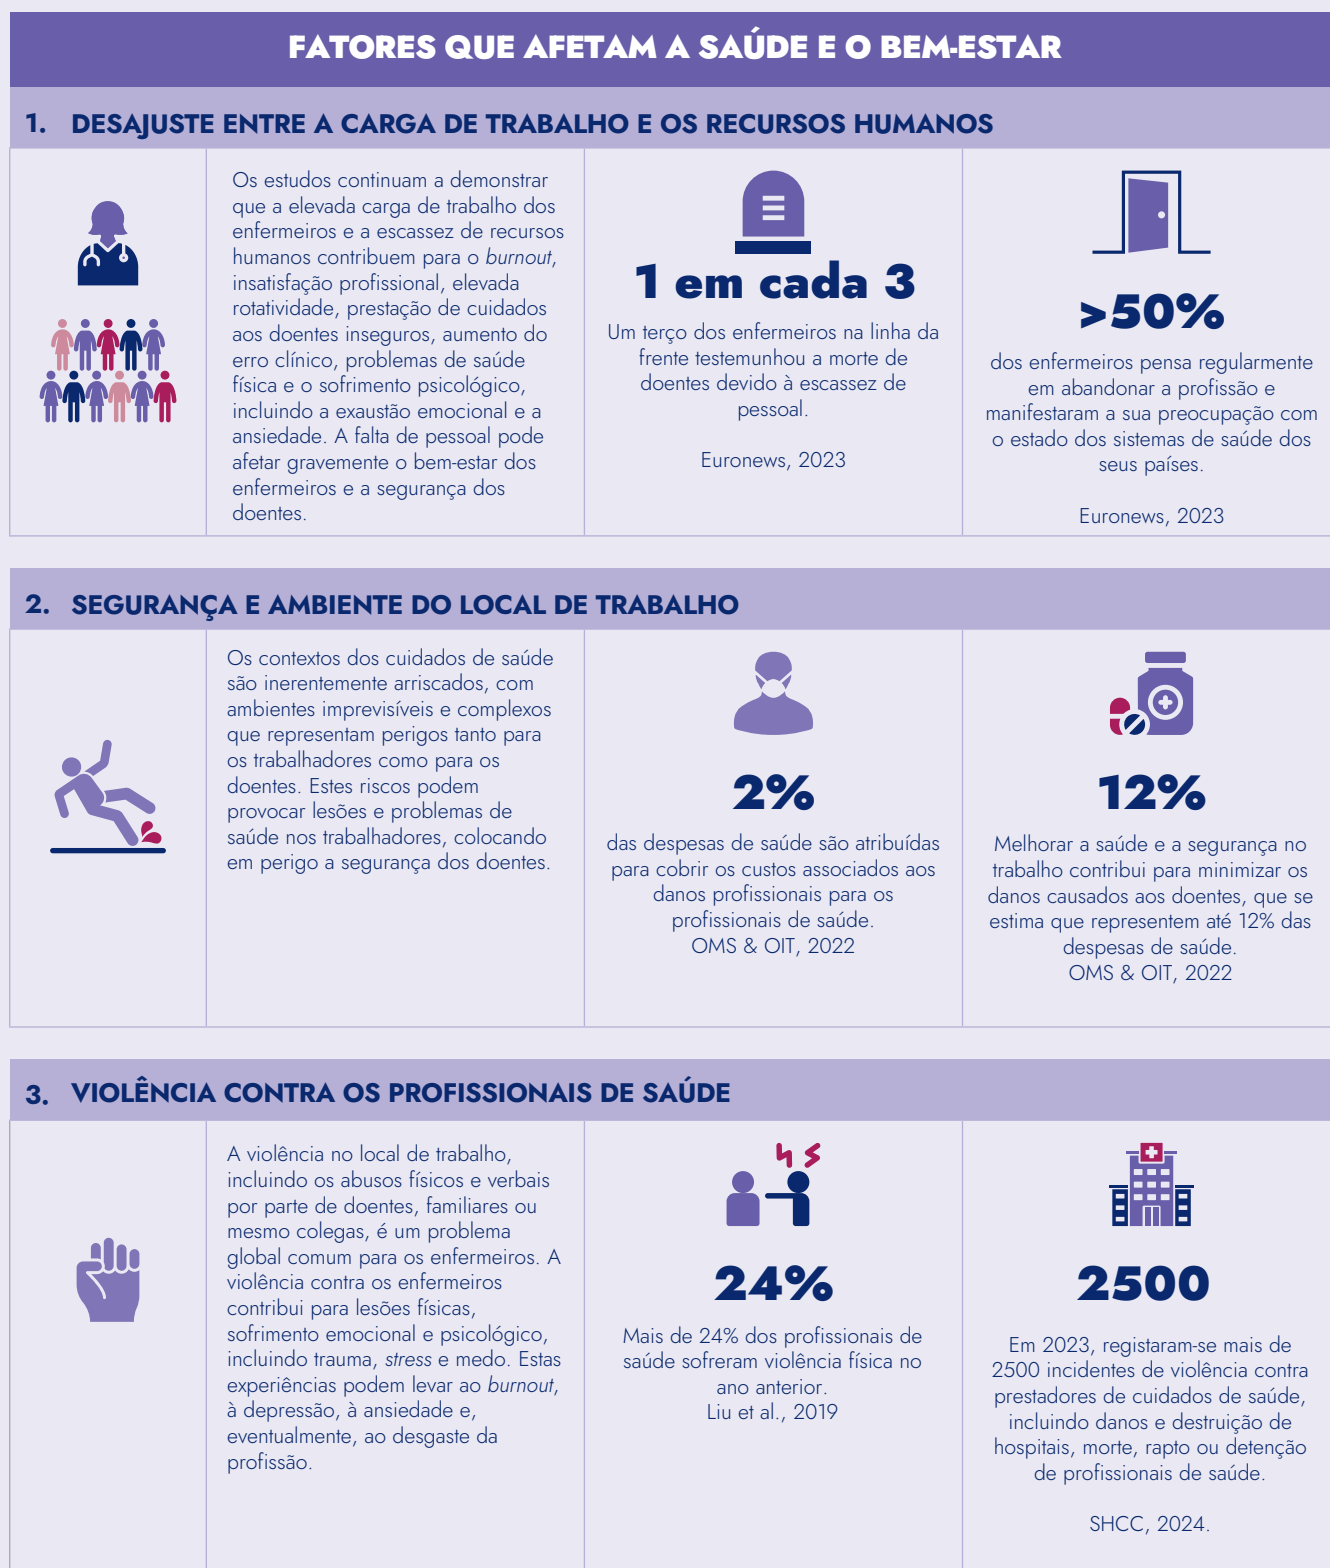 FATORES QUE AFETAM A SAÚDE E O BEM-ESTAR
1. DESAJUSTE ENTRE A CARGA DE TRABALHO E OS RECURSOS HUMANOS
Os estudos continuam a demonstrar
que a elevada carga de trabalho dos
enfermeiros e a escassez de recursos
humanos contribuem para o burnout,
insatisfação profissional, elevada
rotatividade, prestação de cuidados
aos doentes inseguros, aumento do
erro clínico, problemas de saúde
física e o sofrimento psicológico,
incluindo a exaustão emocional e a
ansiedade. A falta de pessoal pode
afetar gravemente o bem-estar dos
enfermeiros e a segurança dos
doentes.
1 em cada 3
Um terço dos enfermeiros na linha da
frente testemunhou a morte de
doentes devido à escassez de
pessoal.
Euronews, 2023
>50%
dos enfermeiros pensa regularmente
em abandonar a profissão e
manifestaram a sua preocupação com
o estado dos sistemas de saúde dos
seus países.
Euronews, 2023
2. SEGURANÇA E AMBIENTE DO LOCAL DE TRABALHO
Os contextos dos cuidados de saúde
são inerentemente arriscados, com
ambientes imprevisíveis e complexos
que representam perigos tanto para
os trabalhadores como para os
doentes. Estes riscos podem
provocar lesões e problemas de
saúde nos trabalhadores, colocando
em perigo a segurança dos doentes.
2%
das despesas de saúde são atribuídas
para cobrir os custos associados aos
danos profissionais para os
profissionais de saúde.
OMS & OIT, 2022
12%
Melhorar a saúde e a segurança no
trabalho contribui para minimizar os
danos causados aos doentes, que se
estima que representem até 12% das
despesas de saúde.
OMS & OIT, 2022
3. VIOLÊNCIA CONTRA OS PROFISSIONAIS DE SAÚDE
A violência no local de trabalho,
incluindo os abusos físicos e verbais
por parte de doentes, familiares ou
mesmo colegas, é um problema
global comum para os enfermeiros. A
violência contra os enfermeiros
contribui para lesões físicas,
sofrimento emocional e psicológico,
incluindo trauma, stress e medo. Estas
experiências podem levar ao burnout,
à depressão, à ansiedade e,
eventualmente, ao desgaste da
profissão.
24%
Mais de 24% dos profissionais de
saúde sofreram violência física no
ano anterior.
Liu et al., 2019
2500
Em 2023, registaram-se mais de
2500 incidentes de violência contra
prestadores de cuidados de saúde,
incluindo danos e destruição de
hospitais, morte, rapto ou detenção
de profissionais de saúde.
SHCC, 2024.